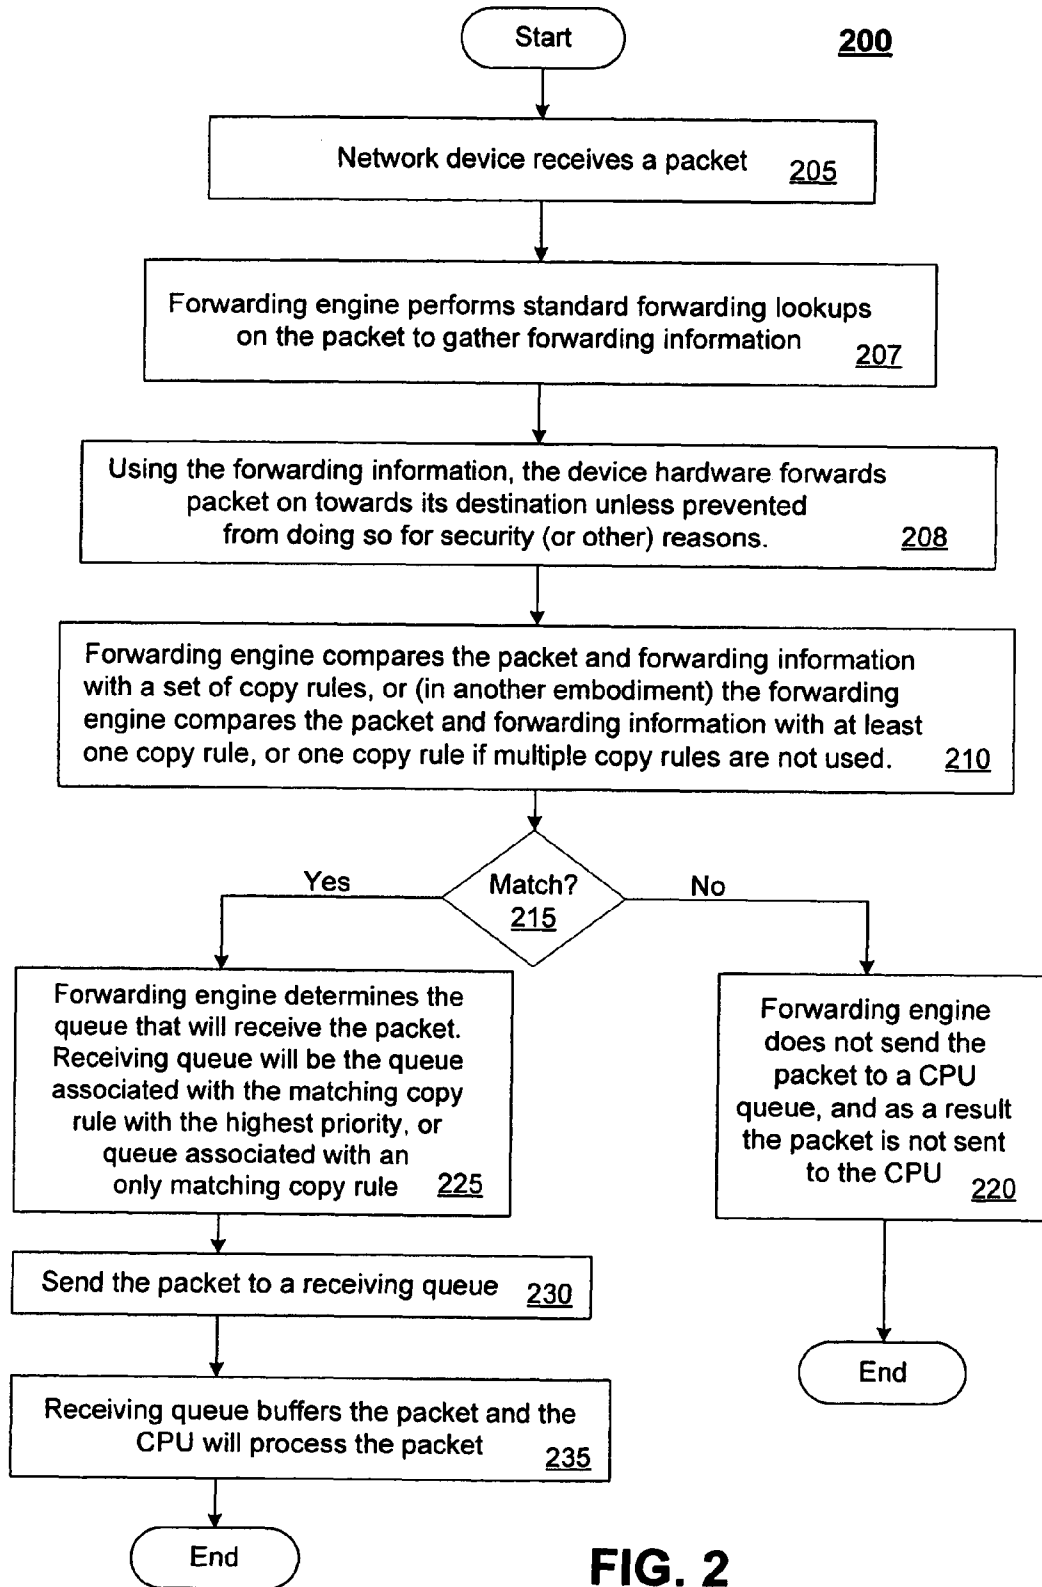 Start
200
Network device receives a packet 205
Forwarding engine performs standard forwarding lookups
on the packet to gather forwarding information
207
Using the forwarding information, the device hardware forwards
packet on towards its destination unless prevented
from doing so for security (or other) reasons. 208
Forwarding engine compares the packet and forwarding information
with a set of copy rules, or (in another embodiment) the forwarding
engine compares the packet and forwarding information with at least
one copy rule, or one copy rule if multiple copy rules are not used. 210
Match?
215
Yes
No
Forwarding engine determines the
queue that will receive the packet.
Receiving queue will be the queue
associated with the matching copy
rule with the highest priority, or
queue associated with an
only matching copy rule 225
Forwarding engine
does not send the
packet to a CPU
queue, and as a result
the packet is not sent
to the CPU 220
Send the packet to a receiving queue 230
End
Receiving queue buffers the packet and the
CPU will process the packet 235
End
FIG. 2